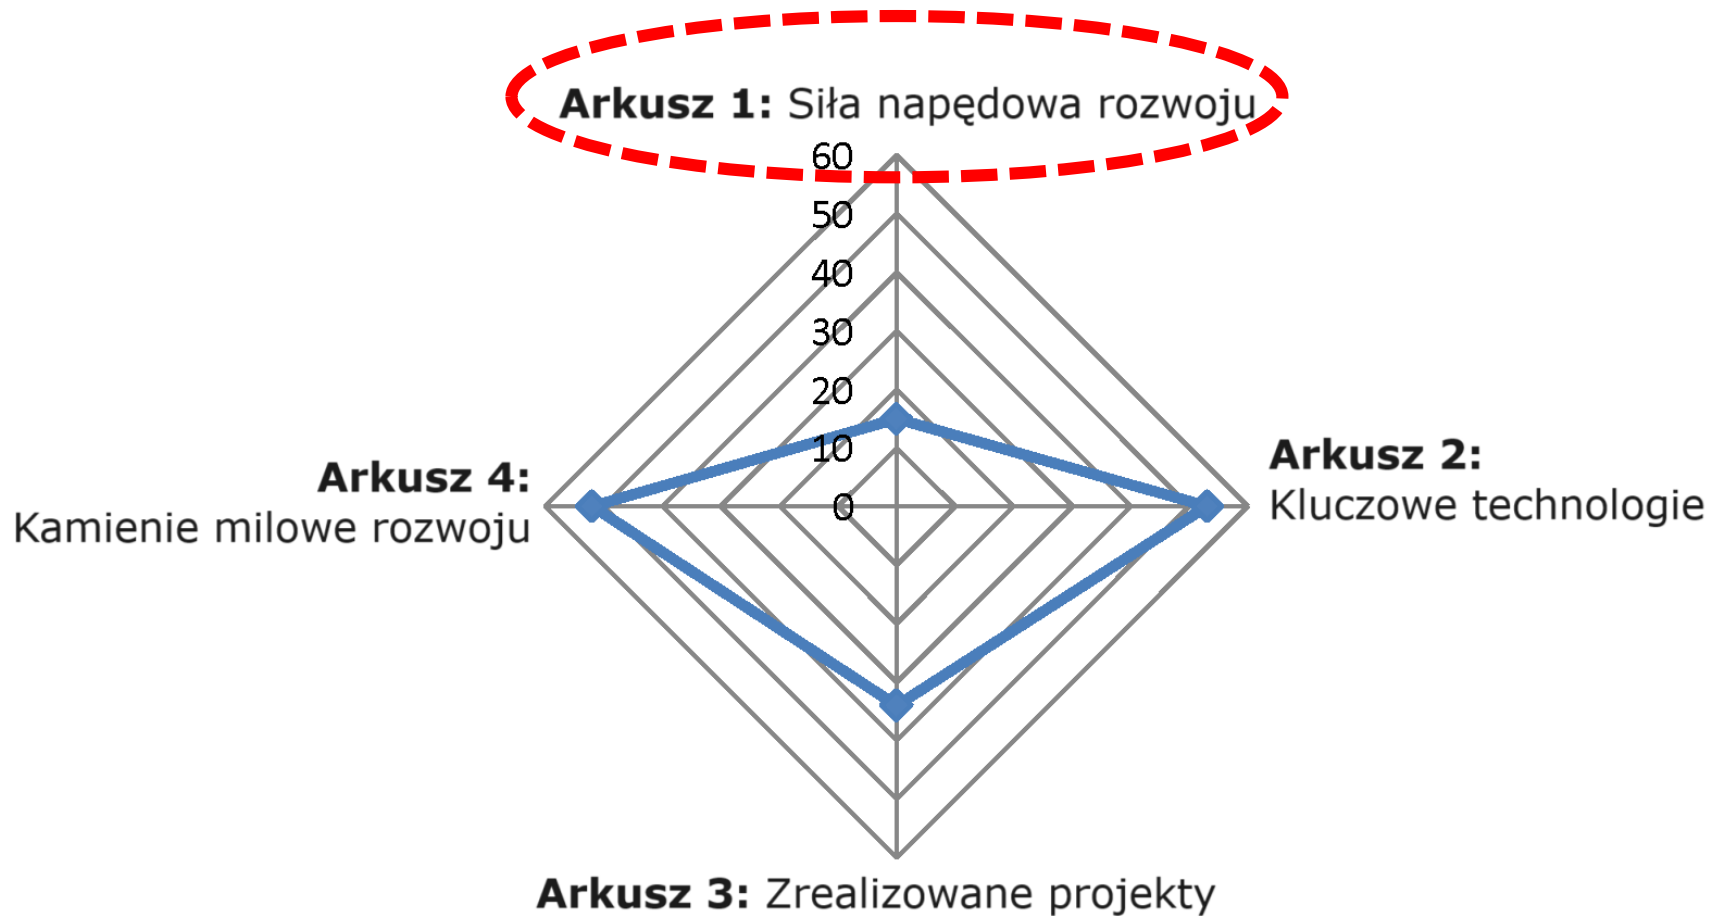 Arkusz 1: Siła napędowa rozwoju
60
50
40
30
20
10
0
Arkusz 2:
Kluczowe technologie
Arkusz 4:
Kamienie milowe rozwoju
Arkusz 3: Zrealizowane projekty